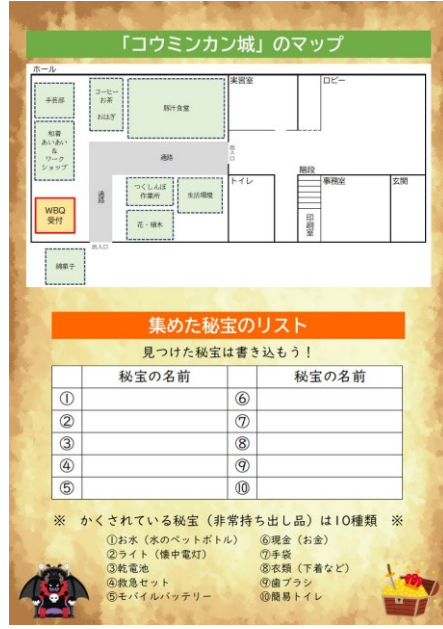 「コウミンカン城」のマップ
ホール
手芸部
コーヒー
お茶
おはぎ
豚汁食堂
実習室
ロビー
和書
あいあい
&
ワーク
ショップ
通路
出入口
階段
WBQ
受付
通路
つくしんぼ
作業所
生活環境
トイレ
事務室
玄関
花・植木
印刷室
出入口
綿菓子
集めた秘宝のリスト
見つけた秘宝は書き込もう!
秘宝の名前 秘宝の名前
① ⑥
② ⑦
③ ⑧
④ ⑨
⑤ ⑩
※ かくされている秘宝(非常持ち出し品)は10種類 ※
①お水(水のペットボトル) ⑥現金(お金)
②ライト(懐中電灯) ⑦手袋
③乾電池 ⑧衣類(下着など)
④救急セット ⑨歯ブラシ
⑤モバイルバッテリー ⑩簡易トイレ